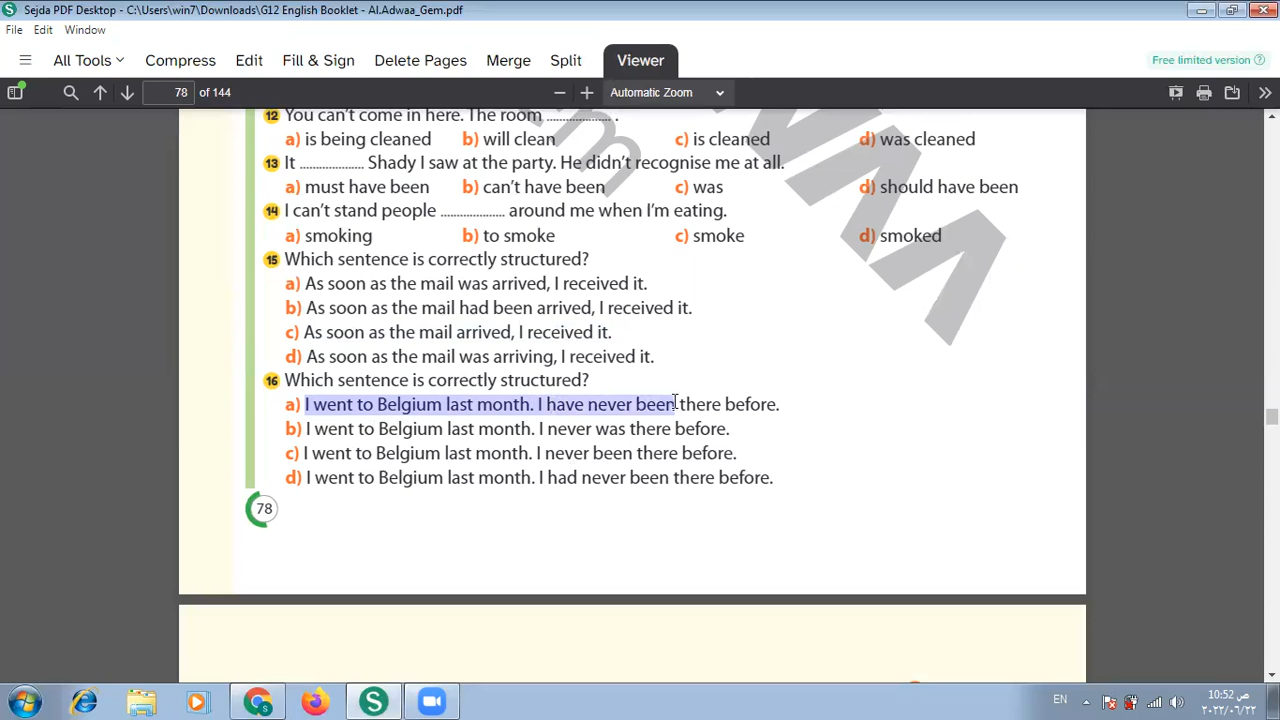 Sejda PDF Desktop - C:\Users\win7\Downloads\G12 English Booklet - Al.Adwaa_Gem.pdf
File Edit Window
All Tools Compress Edit Fill & Sign Delete Pages Merge Split Viewer Free limited version
78 of 144 Automatic Zoom
12 You can't come in here. The room ................... .
a) is being cleaned b) will clean c) is cleaned d) was cleaned
13 It ................... Shady I saw at the party. He didn't recognise me at all.
a) must have been b) can't have been c) was d) should have been
14 I can't stand people ................... around me when I'm eating.
a) smoking b) to smoke c) smoke d) smoked
15 Which sentence is correctly structured?
a) As soon as the mail was arrived, I received it.
b) As soon as the mail had been arrived, I received it.
c) As soon as the mail arrived, I received it.
d) As soon as the mail was arriving, I received it.
16 Which sentence is correctly structured?
a) I went to Belgium last month. I have never been there before.
b) I went to Belgium last month. I never was there before.
c) I went to Belgium last month. I never been there before.
d) I went to Belgium last month. I had never been there before.
78
EN
10:52 ص
٢٠٢٢/٠٦/٢٢